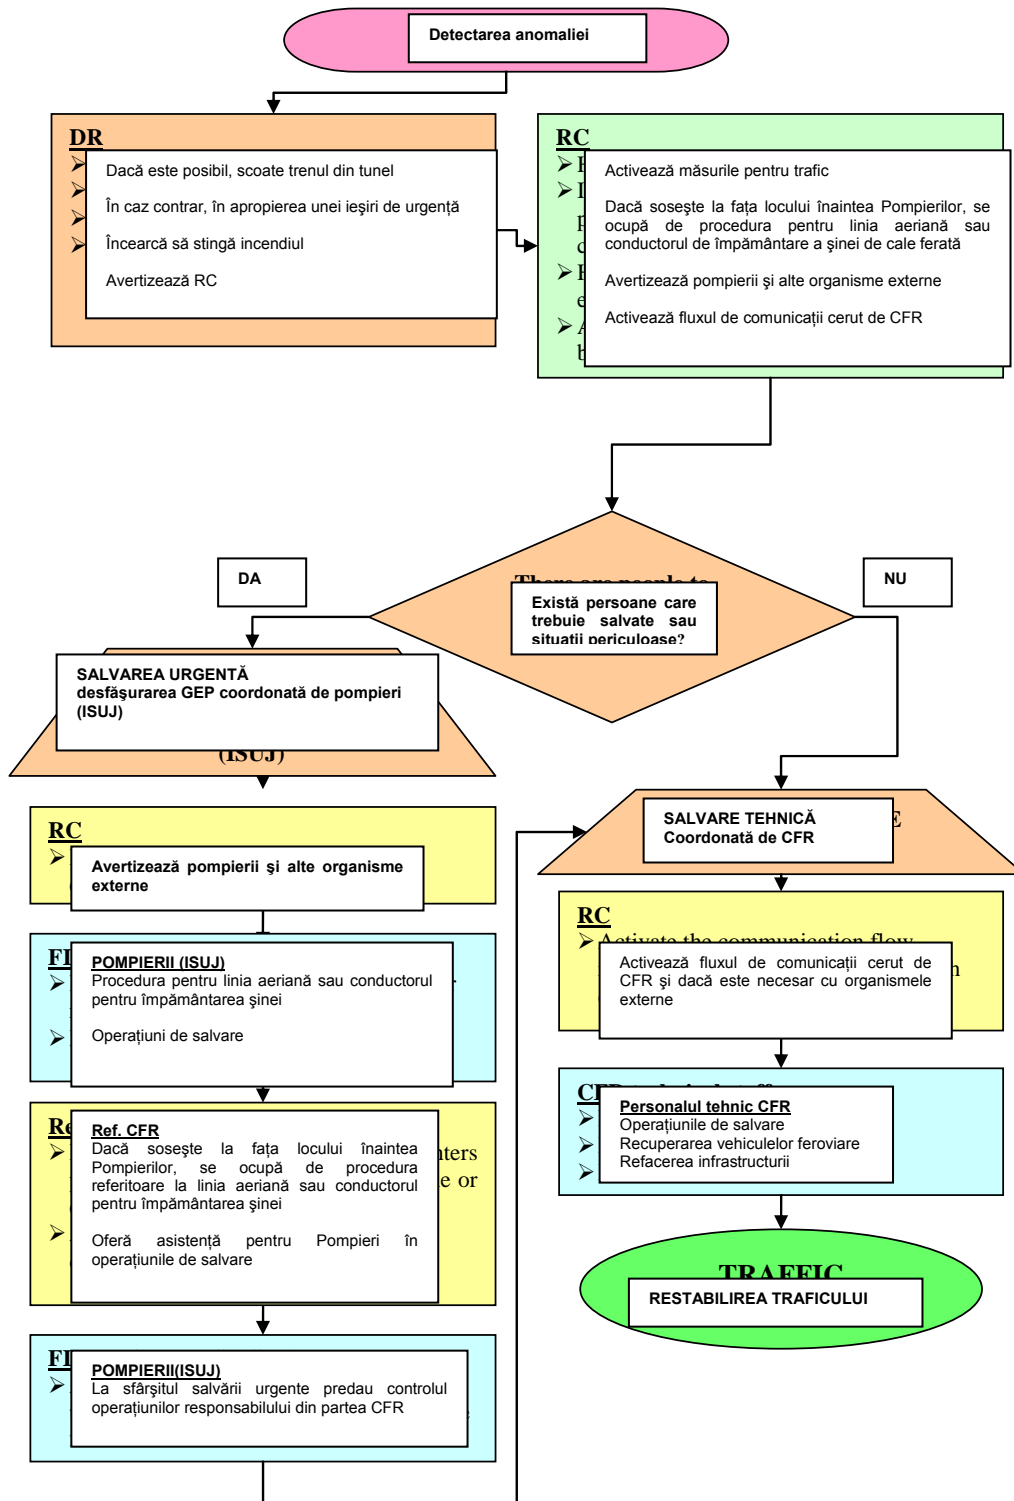 Detectarea anomaliei
DR
Dacă este posibil, scoate trenul din tunel
În caz contrar, în apropierea unei ieşiri de urgenţă
Încearcă să stingă incendiul
Avertizează RC
RC
Activează măsurile pentru trafic
Dacă soseşte la faţa locului înaintea Pompierilor, se
ocupă de procedura pentru linia aeriană sau
conductorul de împământare a şinei de cale ferată
Avertizează pompierii şi alte organisme externe
Activează fluxul de comunicaţii cerut de CFR
There are people to
Există persoane care
trebuie salvate sau
situaţii periculoase?
DA
NU
SALVAREA URGENTĂ
desfăşurarea GEP coordonată de pompieri
(ISUJ)
(ISUJ)
RC
Avertizează pompierii şi alte organisme
externe
POMPIERII (ISUJ)
Procedura pentru linia aeriană sau conductorul
pentru împământarea şinei
Operaţiuni de salvare
Ref. CFR
Dacă soseşte la faţa locului înaintea
Pompierilor, se ocupă de procedura
referitoare la linia aeriană sau conductorul
pentru împământarea şinei
Oferă asistenţă pentru Pompieri în
operaţiunile de salvare
or
POMPIERII(ISUJ)
La sfârşitul salvării urgente predau controlul
operaţiunilor responsabilului din partea CFR
SALVARE TEHNICĂ
Coordonată de CFR
RC
Activate the communication flow
Activează fluxul de comunicaţii cerut de
CFR şi dacă este necesar cu organismele
externe
Personalul tehnic CFR
Operaţiunile de salvare
Recuperarea vehiculelor feroviare
Refacerea infrastructurii
TRAFFIC
RESTABILIREA TRAFICULUI